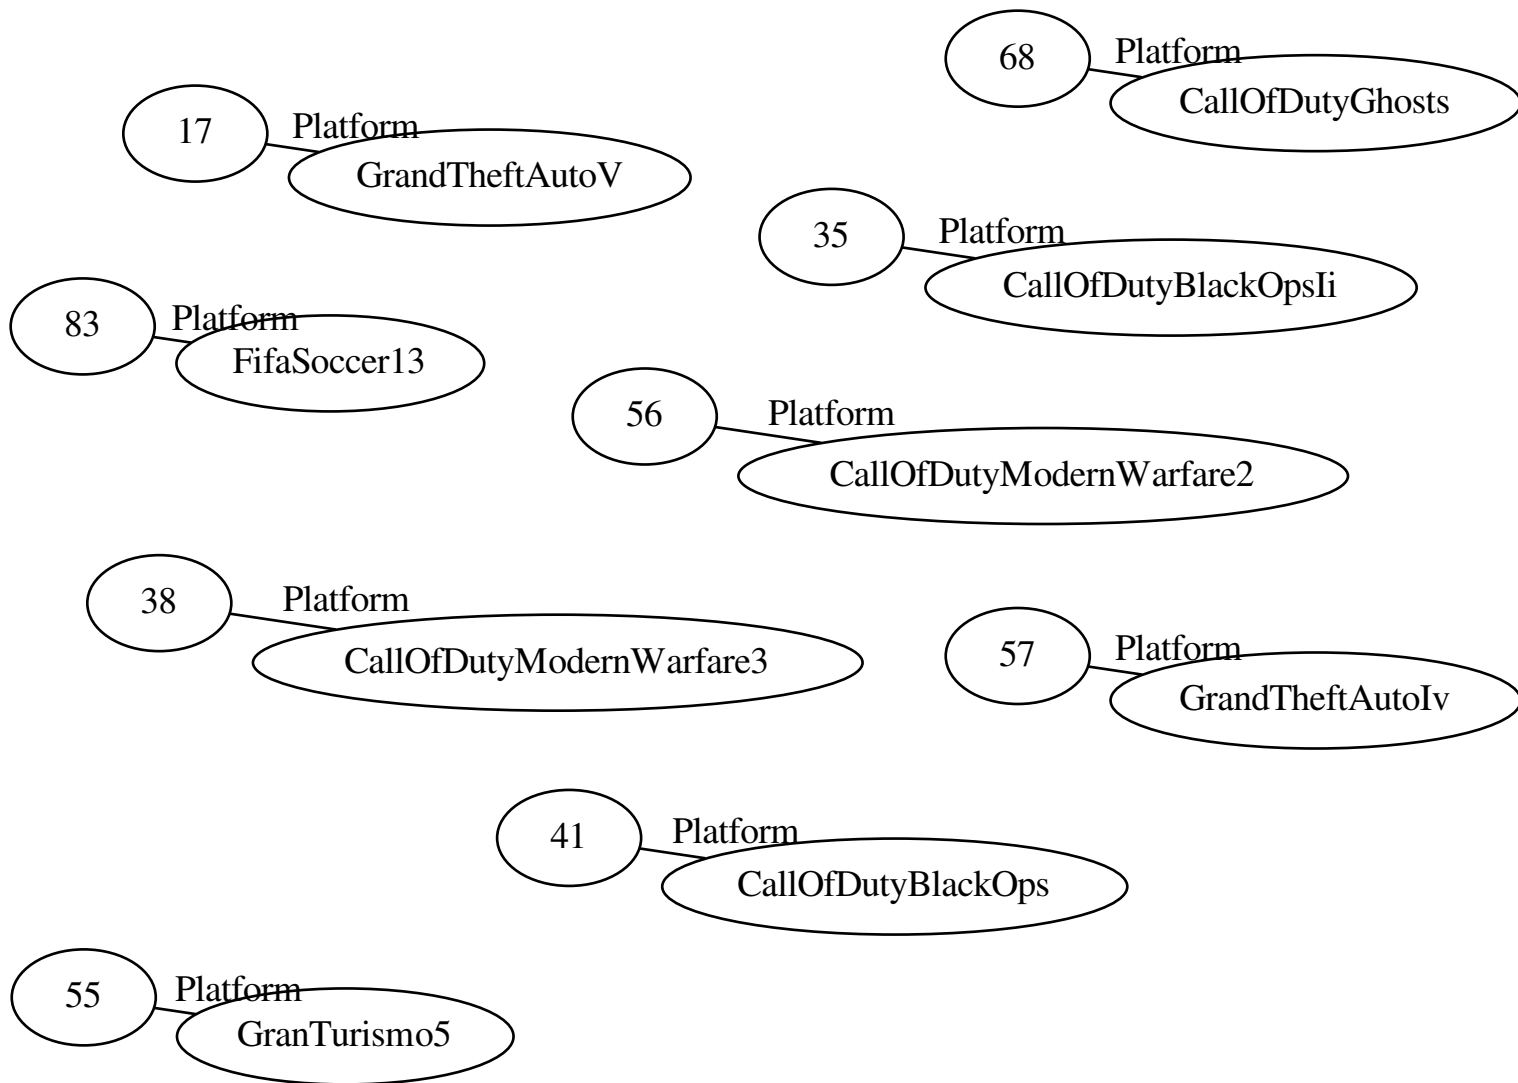 68
Platform
CallOfDutyGhosts
17
Platform
GrandTheftAutoV
35
Platform
CallOfDutyBlackOpsIi
83
Platform
FifaSoccer13
56
Platform
CallOfDutyModernWarfare2
38
Platform
CallOfDutyModernWarfare3
57
Platform
GrandTheftAutoIv
41
Platform
CallOfDutyBlackOps
55
Platform
GranTurismo5